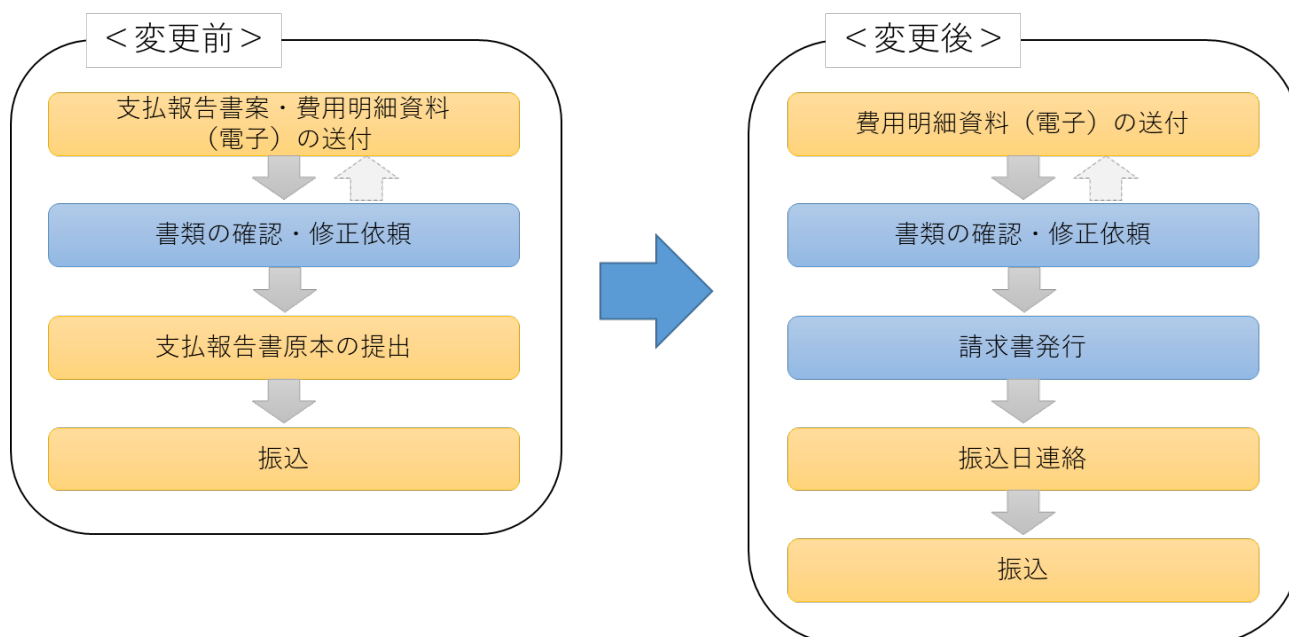 ＜変更前＞
支払報告書案・費用明細資料
（電子）の送付
書類の確認・修正依頼
支払報告書原本の提出
振込
＜変更後＞
費用明細資料（電子）の送付
書類の確認・修正依頼
請求書発行
振込日連絡
振込